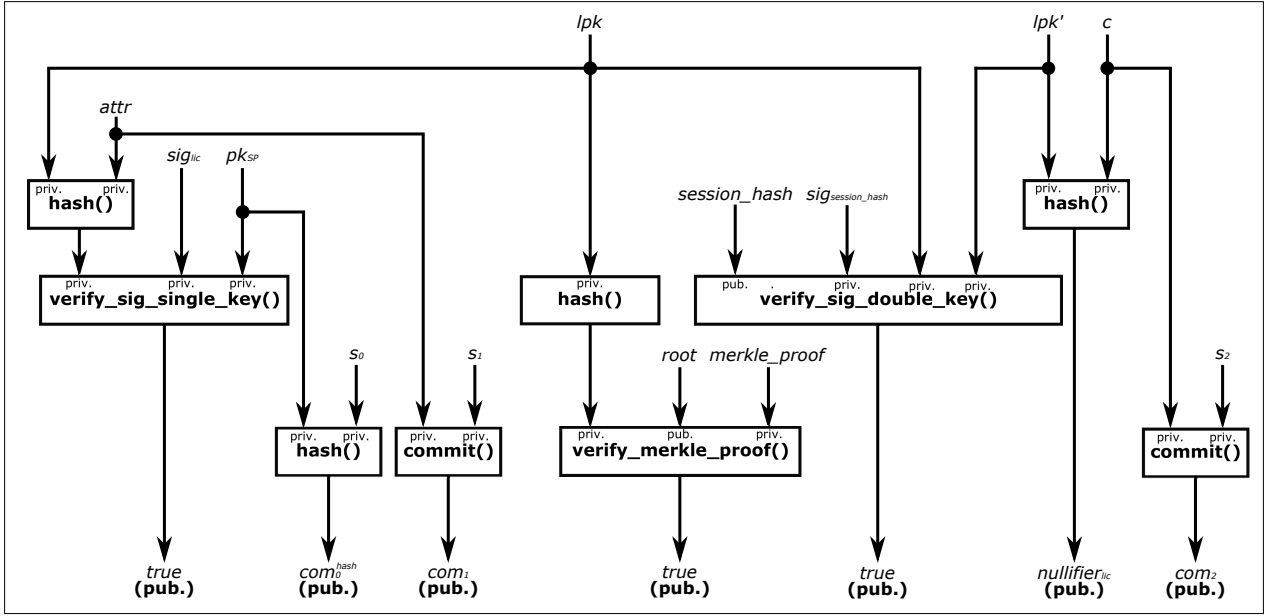 lpk
lpk'
c
attr
sig_lic
pk_SP
session_hash
sig_session_hash
priv.
priv.
hash()
priv.
priv.
hash()
priv.
priv.
priv.
verify_sig_single_key()
priv.
hash()
pub.
.
priv.
priv.
priv.
verify_sig_double_key()
s_0
s_1
root
merkle_proof
s_2
priv.
priv.
hash()
priv.
priv.
commit()
priv.
pub.
priv.
verify_merkle_proof()
priv.
priv.
commit()
true
(pub.)
com_0^hash
(pub.)
com_1
(pub.)
true
(pub.)
true
(pub.)
nullifier_lic
(pub.)
com_2
(pub.)